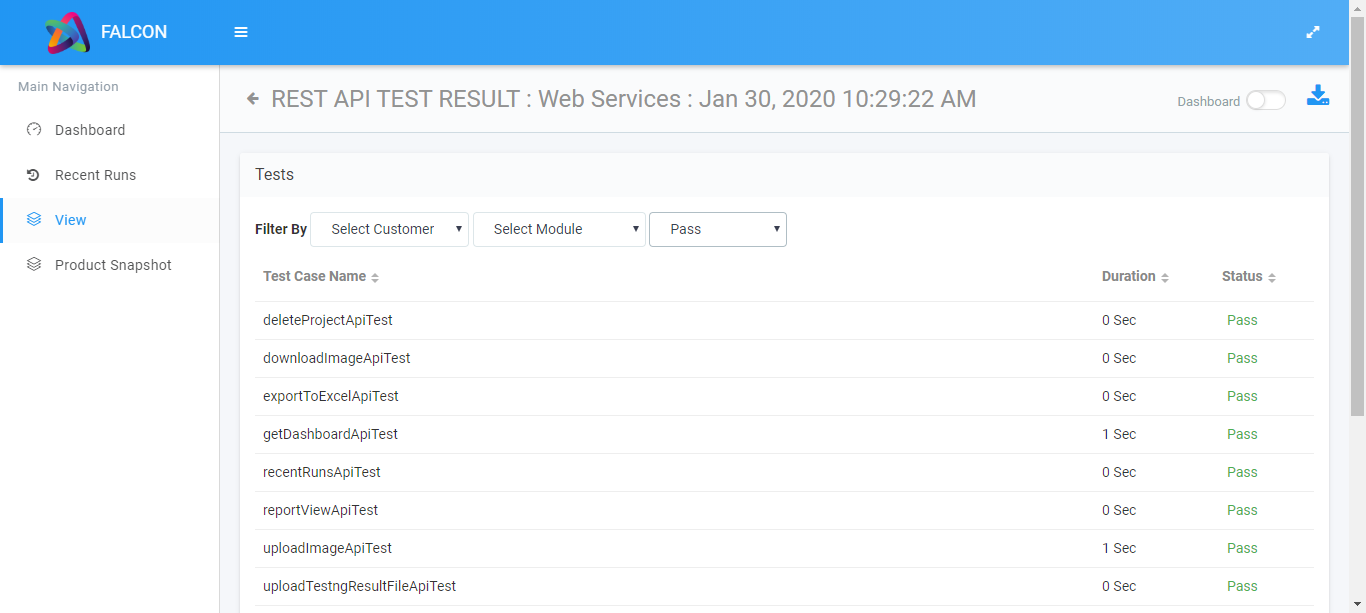 FALCON
Main Navigation
Dashboard
Recent Runs
View
Product Snapshot
REST API TEST RESULT : Web Services : Jan 30, 2020 10:29:22 AM
Dashboard
Tests
Filter By Select Customer Select Module Pass
Test Case Name Duration Status
deleteProjectApiTest 0 Sec Pass
downloadImageApiTest 0 Sec Pass
exportToExcelApiTest 0 Sec Pass
getDashboardApiTest 1 Sec Pass
recentRunsApiTest 0 Sec Pass
reportViewApiTest 0 Sec Pass
uploadImageApiTest 1 Sec Pass
uploadTestngResultFileApiTest 0 Sec Pass